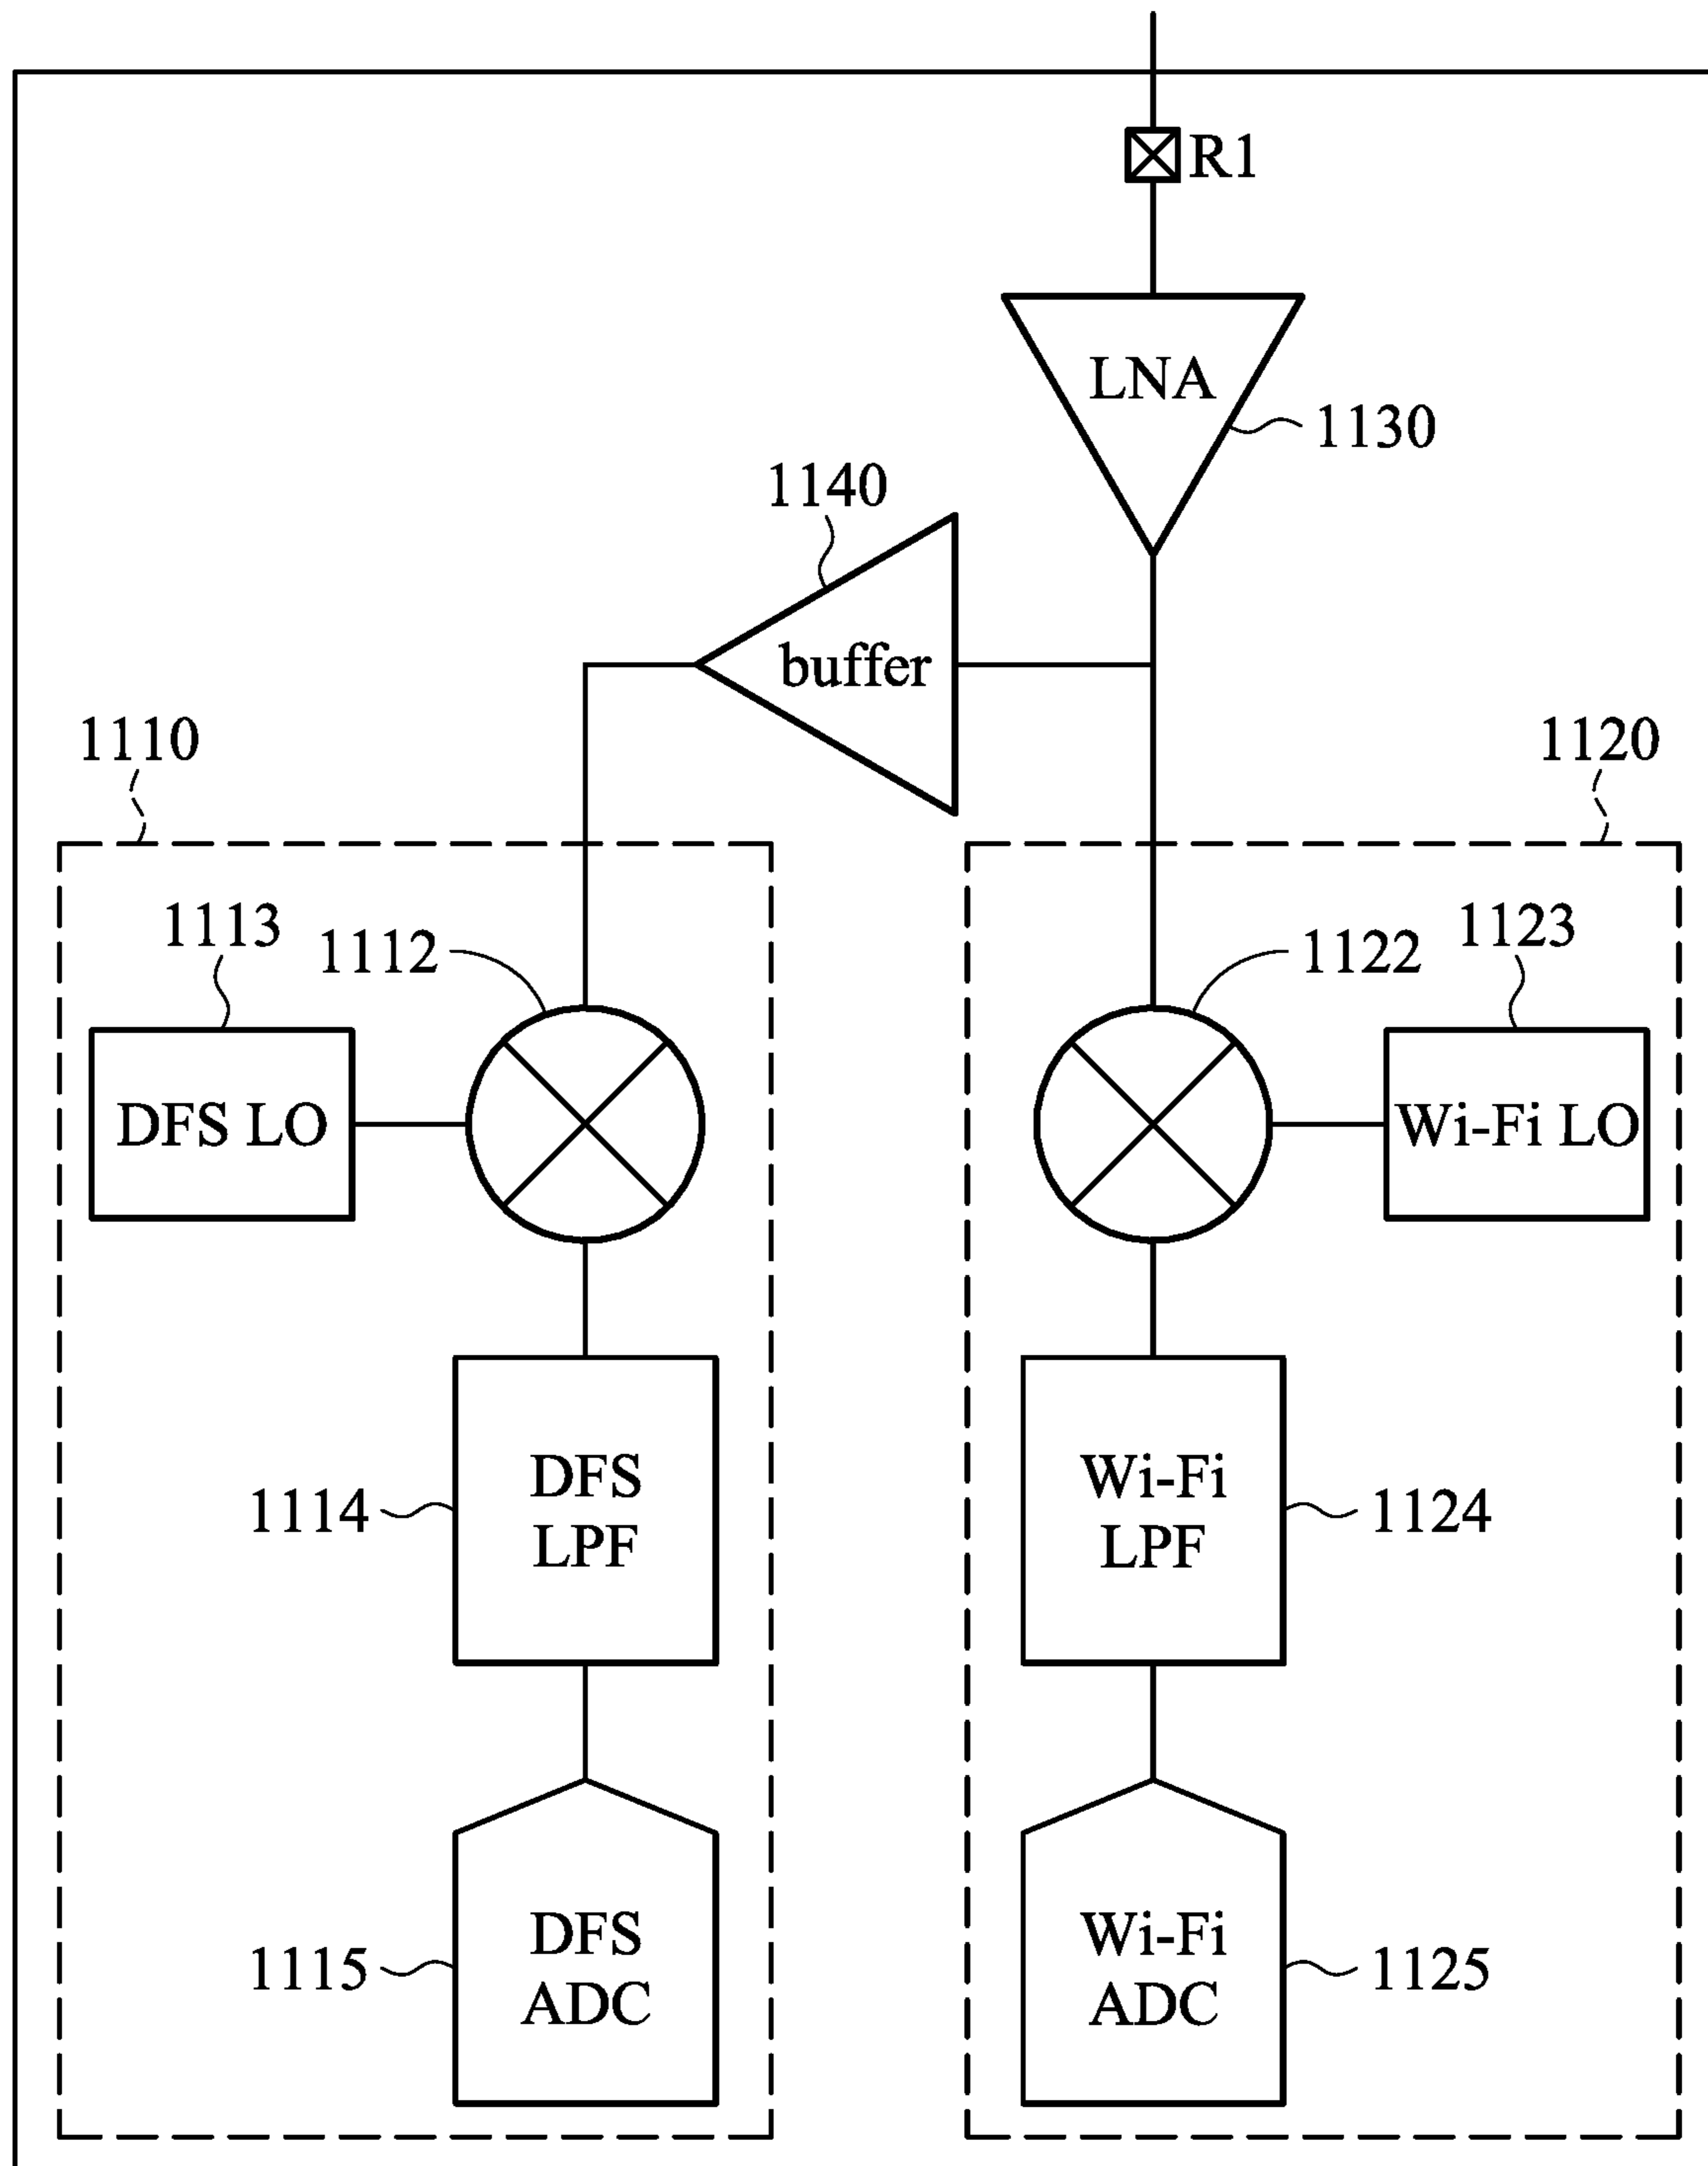 R1
LNA
1130
1140
buffer
1110
1120
1113
1112
1122
1123
DFS LO
Wi-Fi LO
1114
DFS
LPF
Wi-Fi
LPF
1124
1115
DFS
ADC
Wi-Fi
ADC
1125